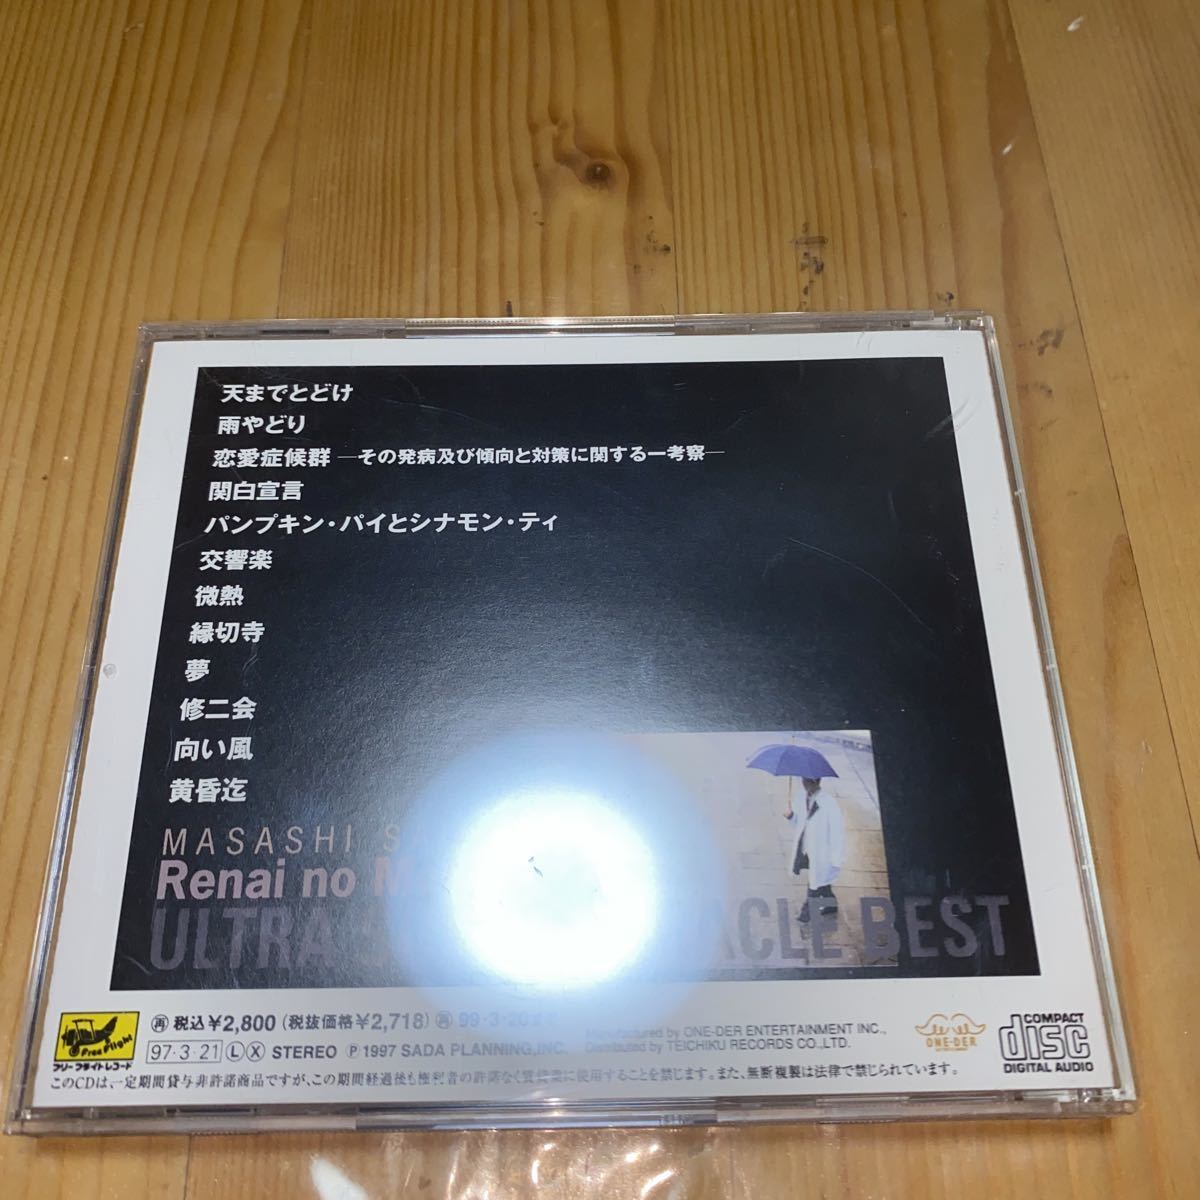 天までとどけ
雨やどり
恋愛症候群 ―その発病及び傾向と対策に関する一考察―
関白宣言
パンプキン・パイとシナモン・ティ
交響楽
微熱
縁切寺
夢
修二会
向い風
黄昏迄
MASASHI
Renai no
ULTRA
BEST
Free Flight
フリーフライトレコード
再 税込¥2,800 (税抜価格¥2,718) 再 99・3・20
97・3・21 L X STEREO Ⓟ1997 SADA PLANNING, INC.
Manufactured by ONE-DER ENTERTAINMENT INC.,
Distributed by TEICHIKU RECORDS CO., LTD.
ONE-DER
COMPACT
disc
DIGITAL AUDIO
このCDは、一定期間貸与非許諾商品ですが、この期間経過後も権利者の許諾なく賃貸業に使用することを禁じます。また、無断複製は法律で禁じられています。